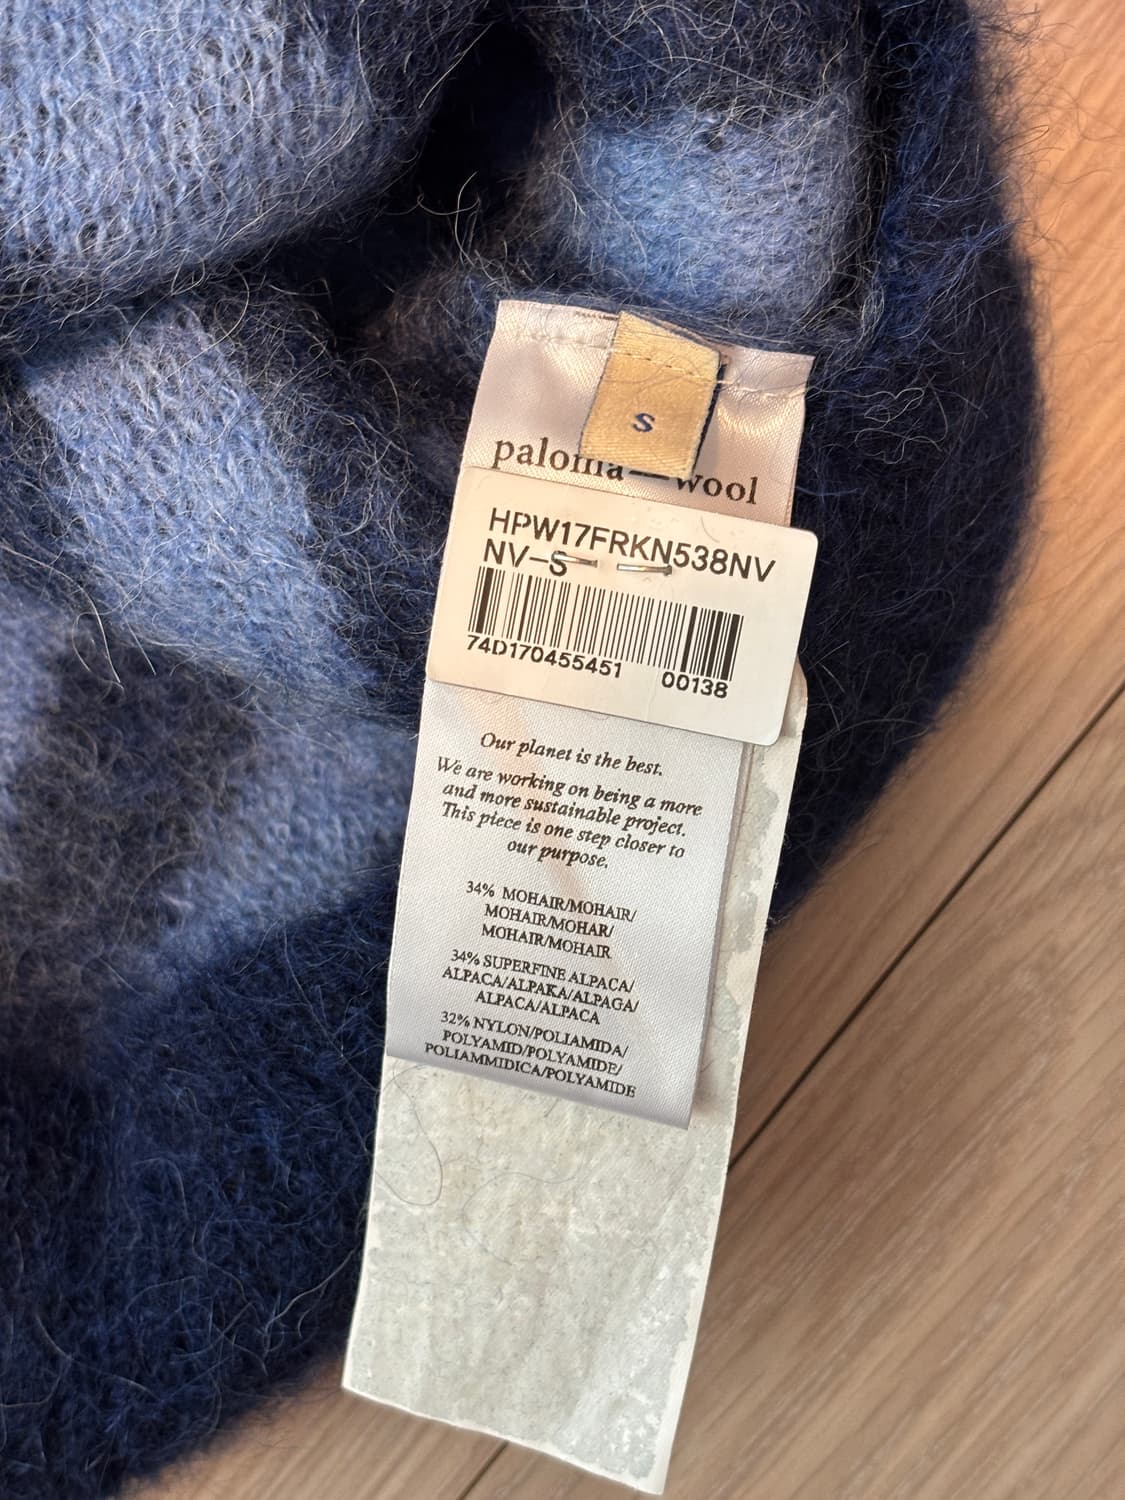 s
paloma—wool
HPW17FRKN538NV
NV-S
74D170455451 00138
Our planet is the best.
We are working on being a more
and more sustainable project.
This piece is one step closer to
our purpose.
34% MOHAIR/MOHAIR/
MOHAIR/MOHAR/
MOHAIR/MOHAIR
34% SUPERFINE ALPACA/
ALPACA/ALPAKA/ALPAGA/
ALPACA/ALPACA
32% NYLON/POLIAMIDA/
POLYAMID/POLYAMIDE/
POLIAMMIDICA/POLYAMIDE